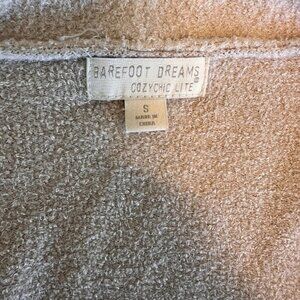 BAREFOOT DREAMS®
COZYCHIC LITE®
S
MADE IN
CHINA